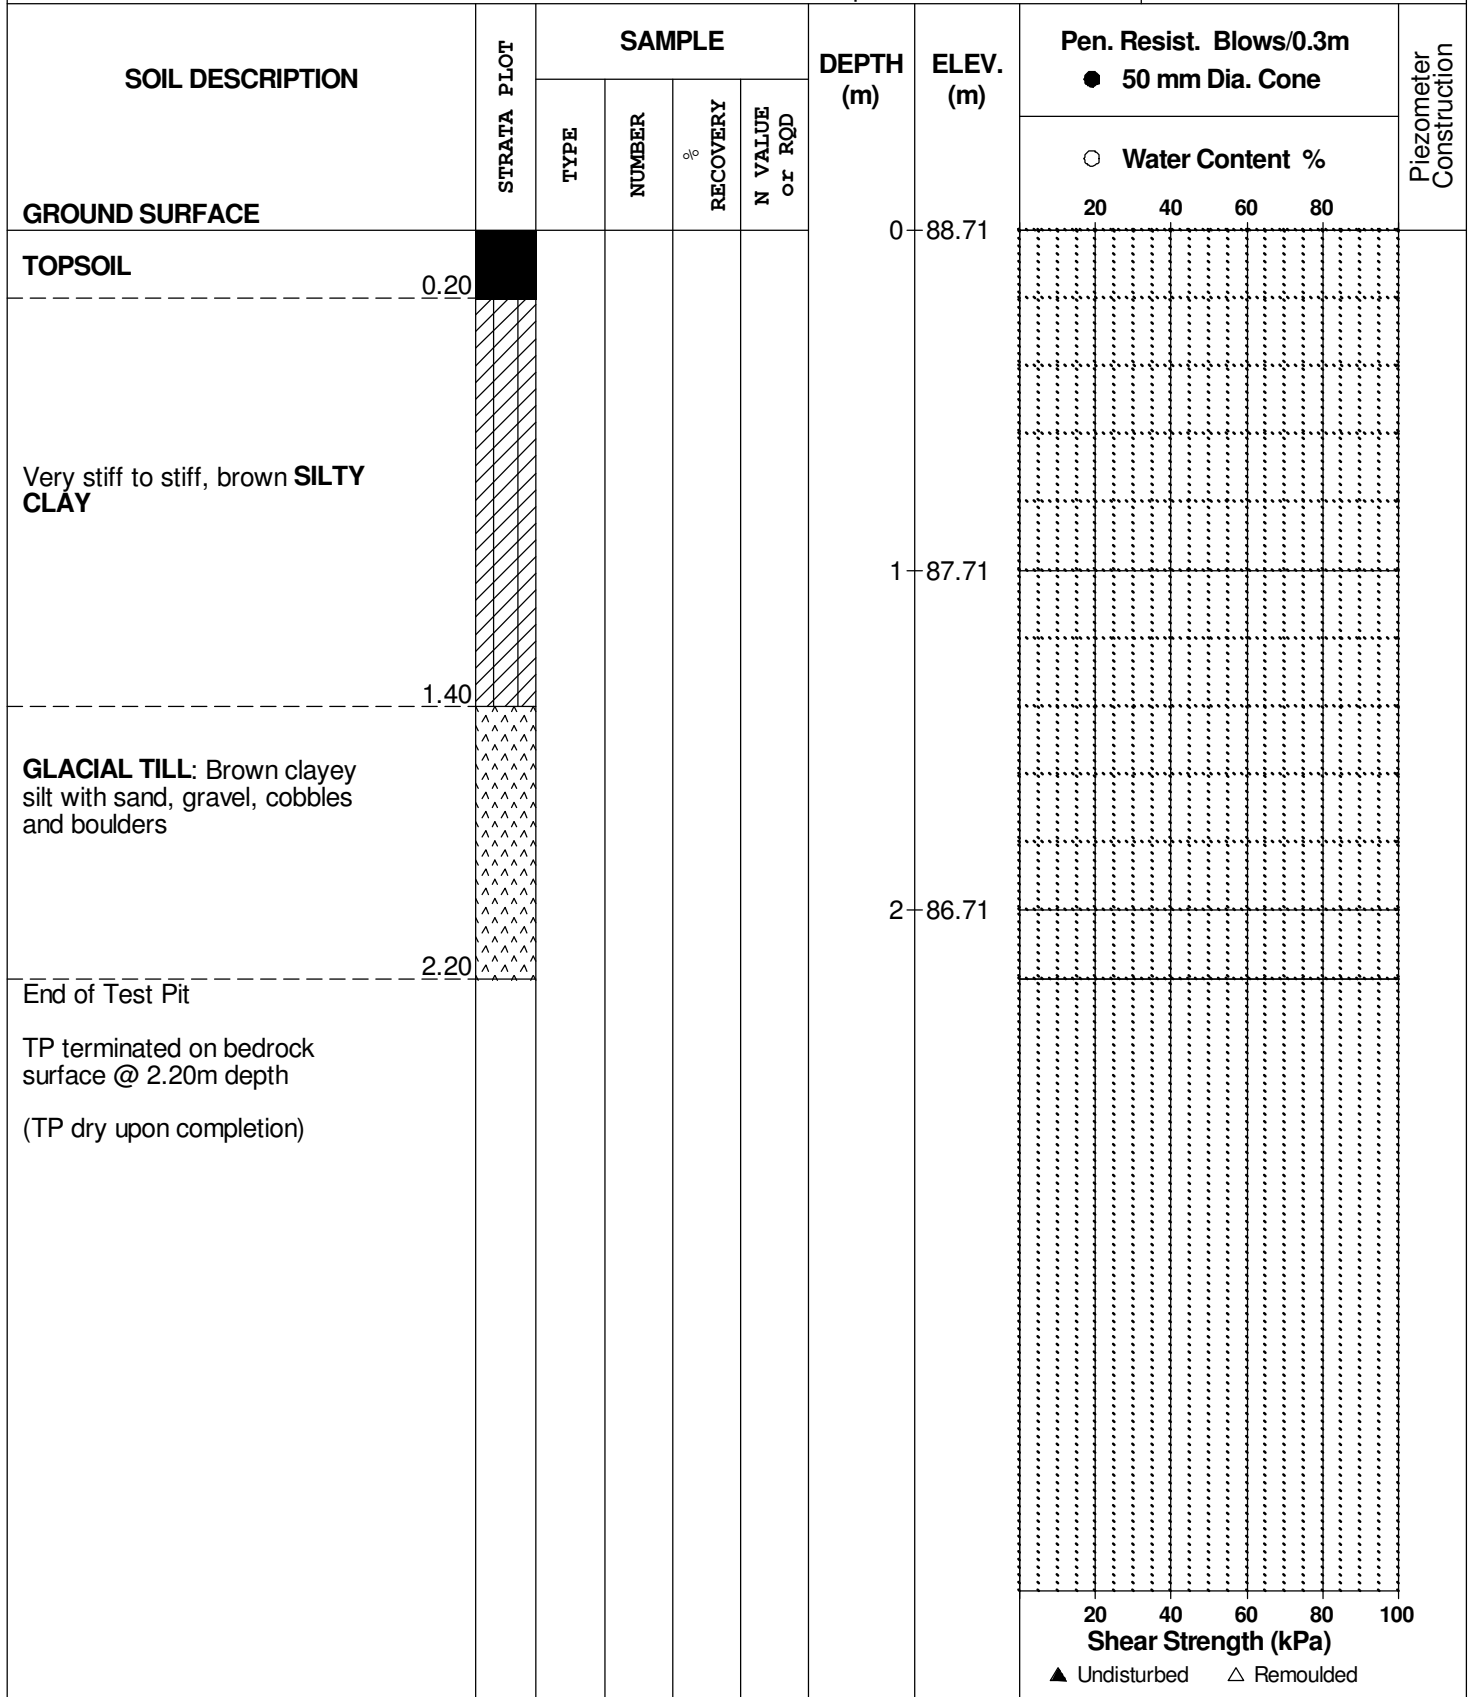 SOIL DESCRIPTION
GROUND SURFACE
STRATA PLOT
SAMPLE
TYPE
NUMBER
%
RECOVERY
N VALUE
or RQD
DEPTH
(m)
ELEV.
(m)
Pen. Resist. Blows/0.3m
● 50 mm Dia. Cone
○ Water Content %
20 40 60 80
Piezometer
Construction
0 88.71
TOPSOIL
0.20
Very stiff to stiff, brown SILTY
CLAY
1 87.71
1.40
GLACIAL TILL: Brown clayey
silt with sand, gravel, cobbles
and boulders
2 86.71
2.20
End of Test Pit
TP terminated on bedrock
surface @ 2.20m depth
(TP dry upon completion)
20 40 60 80 100
Shear Strength (kPa)
▲ Undisturbed △ Remoulded